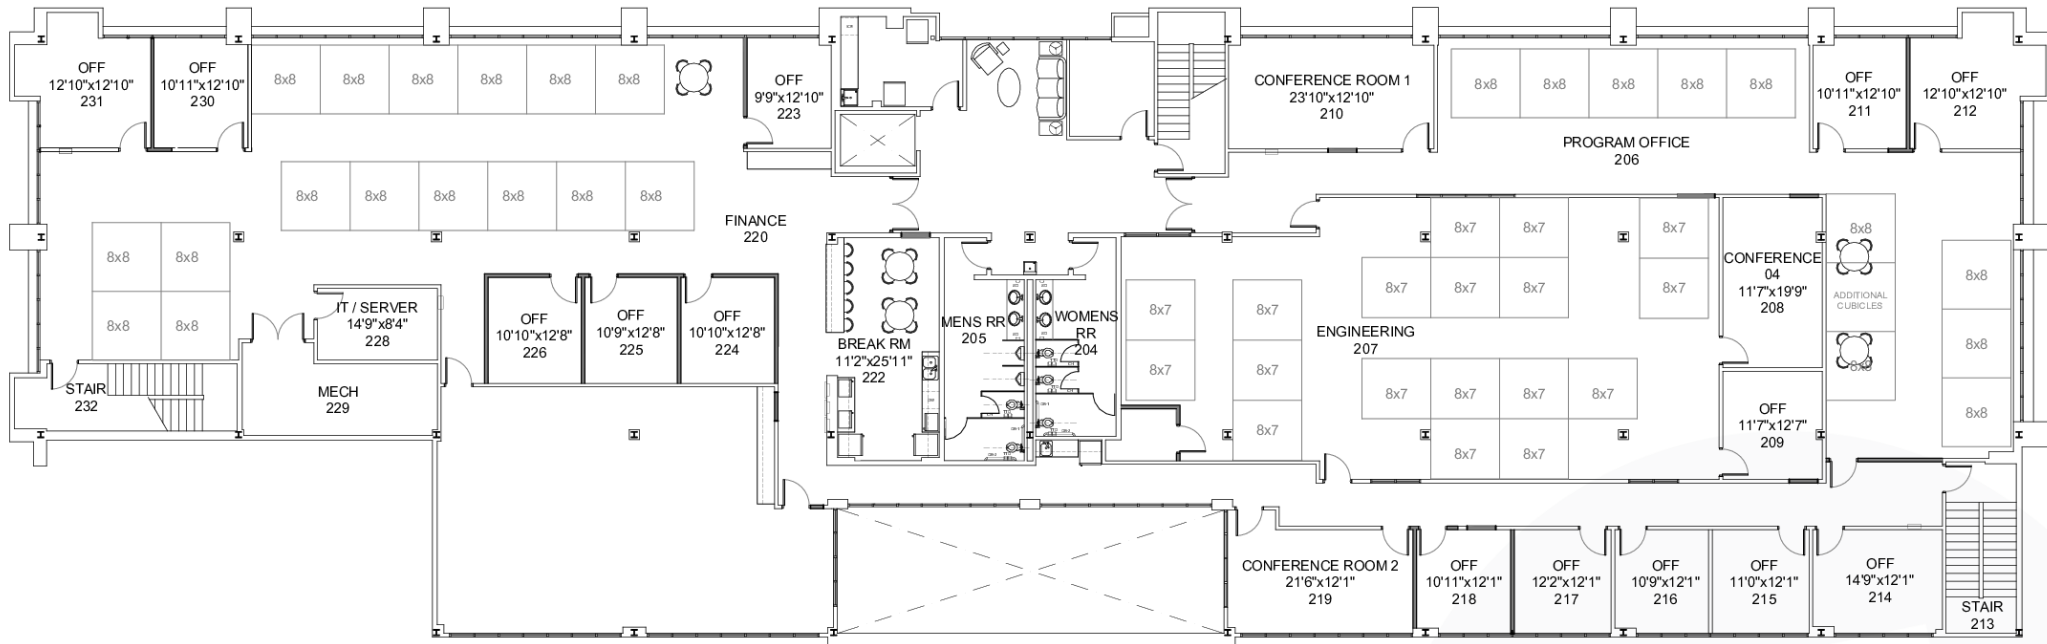 OFF
12'10"x12'10"
231
OFF
10'11"x12'10"
230
8x8
8x8
8x8
8x8
8x8
8x8
OFF
9'9"x12'10"
223
CONFERENCE ROOM 1
23'10"x12'10"
210
8x8
8x8
8x8
8x8
8x8
OFF
10'11"x12'10"
211
OFF
12'10"x12'10"
212
PROGRAM OFFICE
206
8x8
8x8
8x8
8x8
8x8
8x8
FINANCE
220
8x8
8x8
8x8
8x8
IT / SERVER
14'9"x8'4"
228
OFF
10'10"x12'8"
226
OFF
10'9"x12'8"
225
OFF
10'10"x12'8"
224
BREAK RM
11'2"x25'11"
222
MENS RR
205
WOMENS
RR
204
8x7
8x7
8x7
8x7
8x7
8x7
8x7
8x7
8x7
8x7
8x7
8x7
8x7
ENGINEERING
207
8x7
8x7
8x7
8x7
8x7
8x7
CONFERENCE
04
11'7"x19'9"
208
8x8
ADDITIONAL
CUBICLES
8x8
8x8
8x8
8x8
OFF
11'7"x12'7"
209
STAIR
232
MECH
229
CONFERENCE ROOM 2
21'6"x12'1"
219
OFF
10'11"x12'1"
218
OFF
12'2"x12'1"
217
OFF
10'9"x12'1"
216
OFF
11'0"x12'1"
215
OFF
14'9"x12'1"
214
STAIR
213